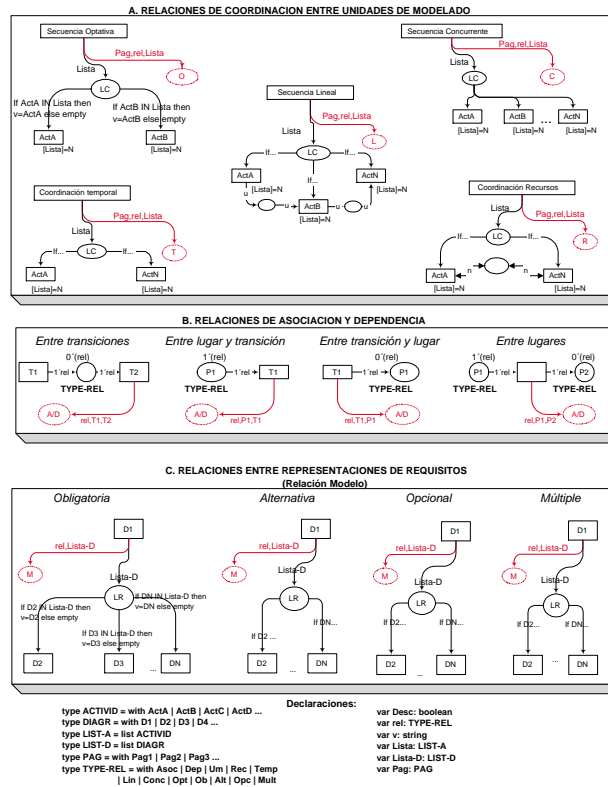 A. RELACIONES DE COORDINACION ENTRE UNIDADES DE MODELADO
Secuencia Optativa
Pag,rel,Lista
Lista
O
LC
If ActA IN Lista then
v=ActA else empty
If ActB IN Lista then
v=ActB else empty
ActA
[Lista]=N
ActB
[Lista]=N
Secuencia Concurrente
Pag,rel,Lista
Lista
C
LC
ActA
[Lista]=N
ActB
[Lista]=N
...
ActN
[Lista]=N
Secuencia Lineal
Pag,rel,Lista
Lista
L
LC
If...
If...
If...
ActA
[Lista]=N
ActN
[Lista]=N
u
u
ActB
u
u
[Lista]=N
Coordinación temporal
Pag,rel,Lista
Lista
T
If...
LC
If...
ActA
[Lista]=N
ActN
[Lista]=N
Coordinación Recursos
Lista
Pag,rel,Lista
R
If...
LC
If...
ActA
[Lista]=N
n
n
ActN
[Lista]=N
B. RELACIONES DE ASOCIACION Y DEPENDENCIA
Entre transiciones
0´(rel)
T1
1´rel
1´rel
T2
TYPE-REL
A/D
rel,T1,T2
Entre lugar y transición
1´(rel)
P1
1´rel
T1
TYPE-REL
A/D
rel,P1,T1
Entre transición y lugar
0´(rel)
T1
1´rel
P1
TYPE-REL
A/D
rel,T1,P1
Entre lugares
1´(rel)
0´(rel)
P1
1´rel
1´rel
P2
TYPE-REL
TYPE-REL
A/D
rel,P1,P2
C. RELACIONES ENTRE REPRESENTACIONES DE REQUISITOS
(Relación Modelo)
Obligatoria
D1
rel,Lista-D
M
Lista-D
LR
If D2 IN Lista-D then
v=D2 else empty
If D3 IN Lista-D then
v=D3 else empty
If DN IN Lista-D then
v=DN else empty
D2
D3
...
DN
Alternativa
D1
rel,Lista-D
M
Lista-D
LR
If D2 ...
If DN...
D2
...
DN
Opcional
D1
rel,Lista-D
M
Lista-D
LR
If D2...
If DN...
D2
...
DN
Múltiple
D1
rel,Lista-D
M
Lista-D
LR
If D2...
If DN...
D2
...
DN
Declaraciones:
type ACTIVID = with ActA | ActB | ActC | ActD ...
type DIAGR = with D1 | D2 | D3 | D4 ...
type LIST-A = list ACTIVID
type LIST-D = list DIAGR
type PAG = with Pag1 | Pag2 | Pag3 ...
type TYPE-REL = with Asoc | Dep | Um | Rec | Temp
| Lin | Conc | Opt | Ob | Alt | Opc | Mult
var Desc: boolean
var rel: TYPE-REL
var v: string
var Lista: LIST-A
var Lista-D: LIST-D
var Pag: PAG